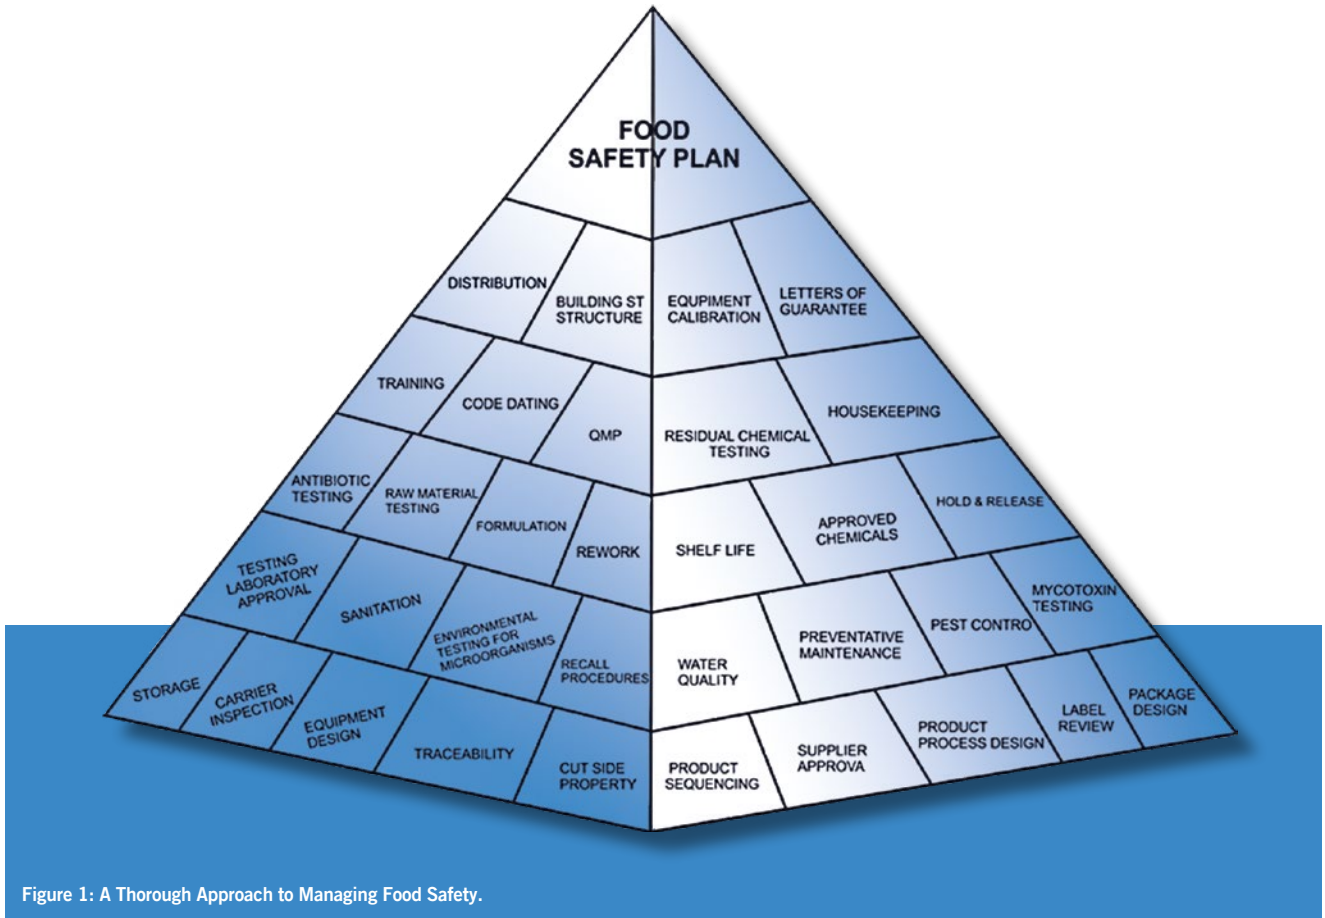 FOOD
SAFETY PLAN
DISTRIBUTION
BUILDING ST
STRUCTURE
EQUPIMENT
CALIBRATION
LETTERS OF
GUARANTEE
TRAINING
CODE DATING
QMP
RESIDUAL CHEMICAL
TESTING
HOUSEKEEPING
ANTIBIOTIC
TESTING
RAW MATERIAL
TESTING
FORMULATION
REWORK
SHELF LIFE
APPROVED
CHEMICALS
HOLD & RELEASE
TESTING
LABORATORY
APPROVAL
SANITATION
ENVIRONMENTAL
TESTING FOR
MICROORGANISMS
RECALL
PROCEDURES
WATER
QUALITY
PREVENTATIVE
MAINTENANCE
PEST CONTRO
MYCOTOXIN
TESTING
STORAGE
CARRIER
INSPECTION
EQUIPMENT
DESIGN
TRACEABILITY
CUT SIDE
PROPERTY
PRODUCT
SEQUENCING
SUPPLIER
APPROVA
PRODUCT
PROCESS DESIGN
LABEL
REVIEW
PACKAGE
DESIGN
Figure 1: A Thorough Approach to Managing Food Safety.